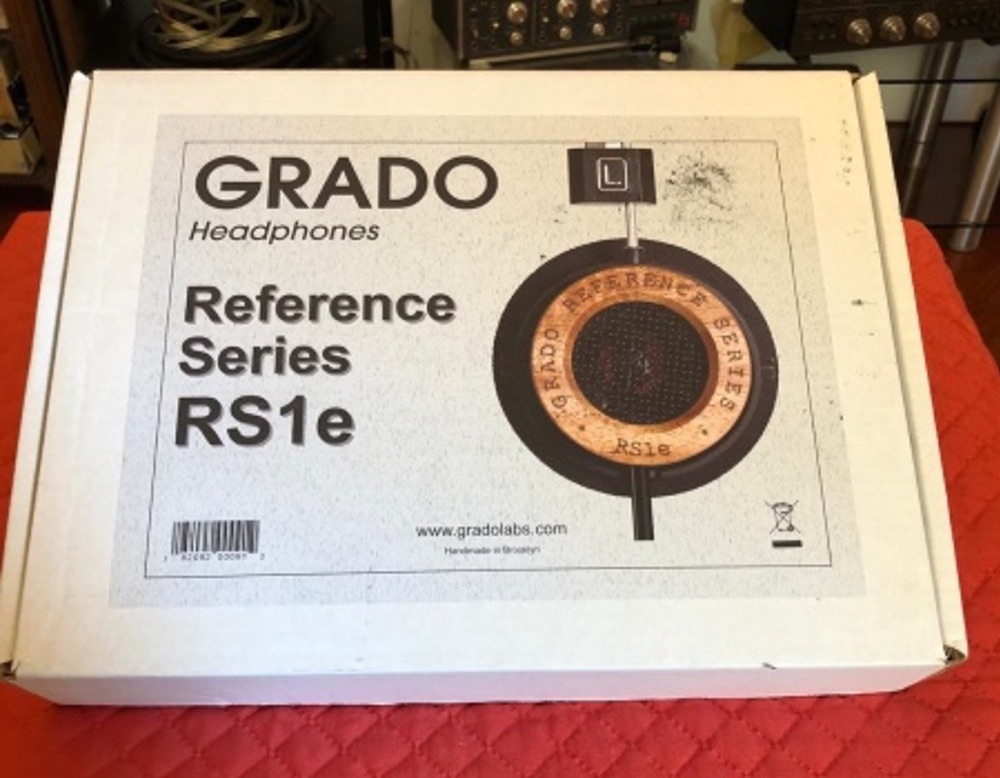 GRADO
Headphones
Reference
Series
RS1e
L.
GRADO REFERENCE SERIES
RS1e
www.gradolabs.com
Handmade in Brooklyn